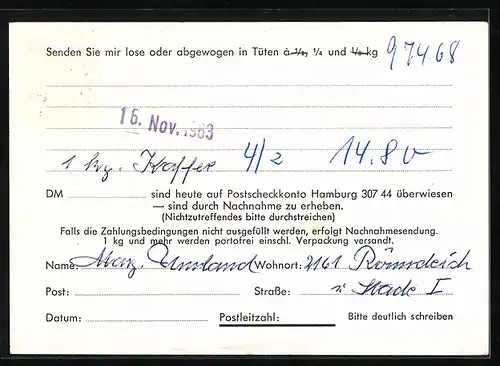 Senden Sie mir lose oder abgewogen in Tüten à ¹/₈, ¹/₄ und ¹/₂ kg 97468
16. Nov. 1963
1 kg. Kaffee 4/2 14.80
DM sind heute auf Postscheckkonto Hamburg 307 44 überwiesen
— sind durch Nachnahme zu erheben.
(Nichtzutreffendes bitte durchstreichen)
Falls die Zahlungsbedingungen nicht ausgefüllt werden, erfolgt Nachnahmesendung.
1 kg und mehr werden portofrei einschl. Verpackung versandt.
Name: Umland Wohnort: 2161
Post: Straße: Stade I
Datum: Postleitzahl: Bitte deutlich schreiben